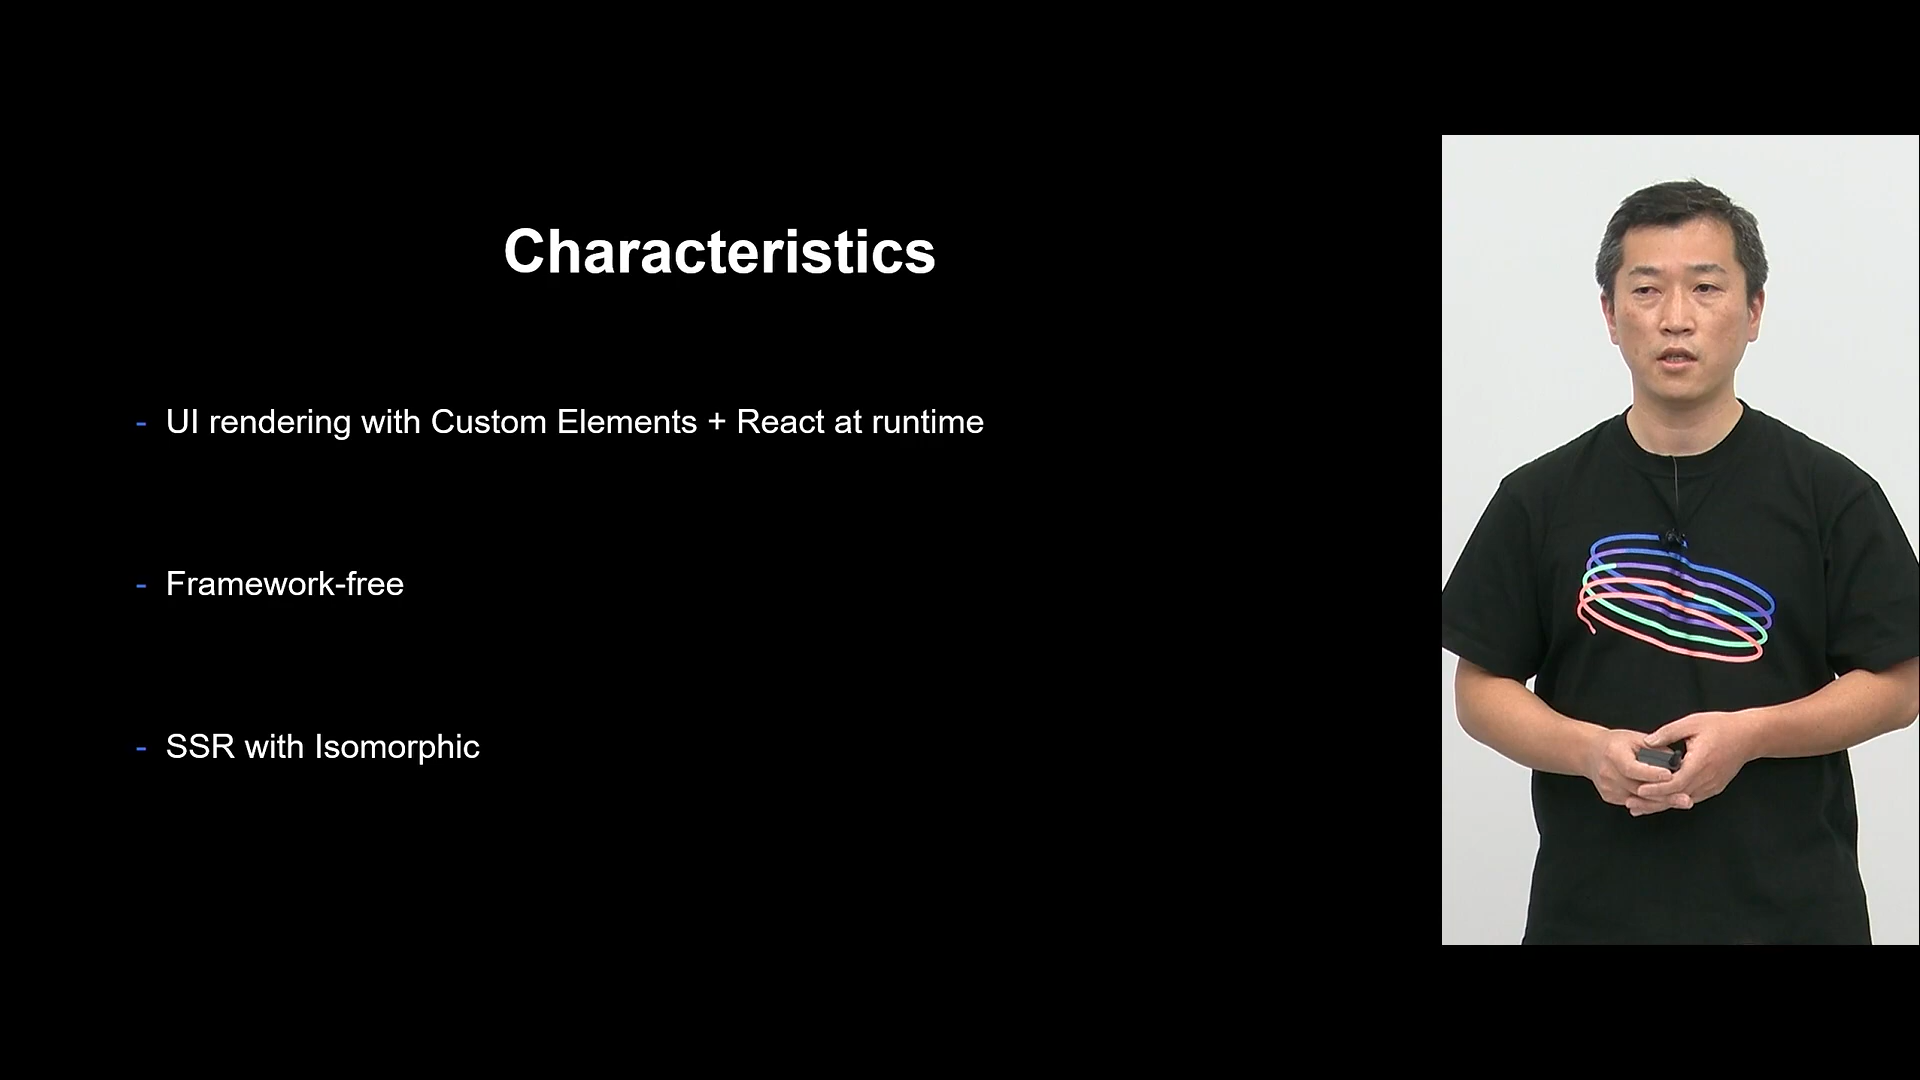 Characteristics
- UI rendering with Custom Elements + React at runtime
- Framework-free
- SSR with Isomorphic